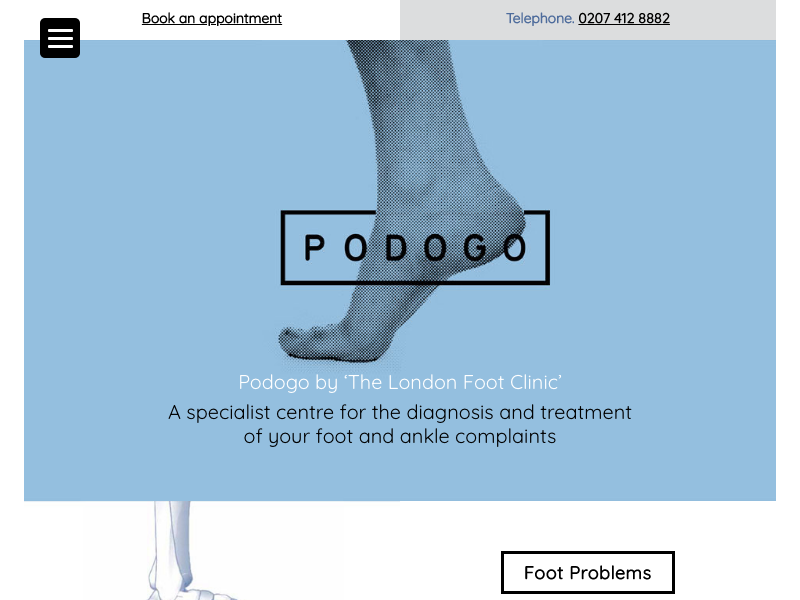 Book an appointment
Telephone. 0207 412 8882
PODOGO
Podogo by ‘The London Foot Clinic’
A specialist centre for the diagnosis and treatment
of your foot and ankle complaints
Foot Problems